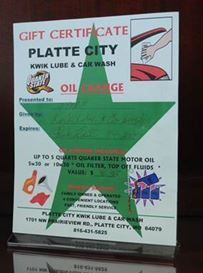 GIFT CERTIFICATE
PLATTE CITY
KWIK LUBE & CAR WASH
OIL CHANGE
Presented to:
Given by:
Expires:
UP TO 5 QUARTS QUAKER STATE MOTOR OIL
5w30 or 10w30 * OIL FILTER, TOP OFF FLUIDS *
VALUE: $
FAMILY OWNED & OPERATED
4 CONVENIENT LOCATIONS
FAST, FRIENDLY SERVICE
PLATTE CITY KWIK LUBE & CAR WASH
1701 NW PRAIRIEVIEW RD., PLATTE CITY, MO 64079
816-431-5825